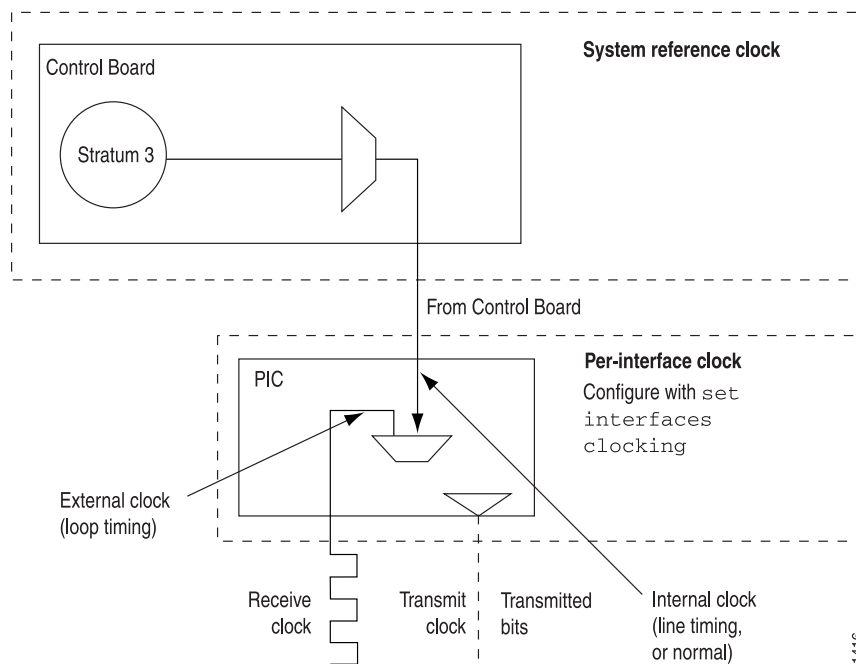 System reference clock
Control Board
Stratum 3
From Control Board
Per-interface clock
Configure with set
interfaces
clocking
PIC
External clock
(loop timing)
Receive
clock
Transmit
clock
Transmitted
bits
Internal clock
(line timing,
or normal)
1416